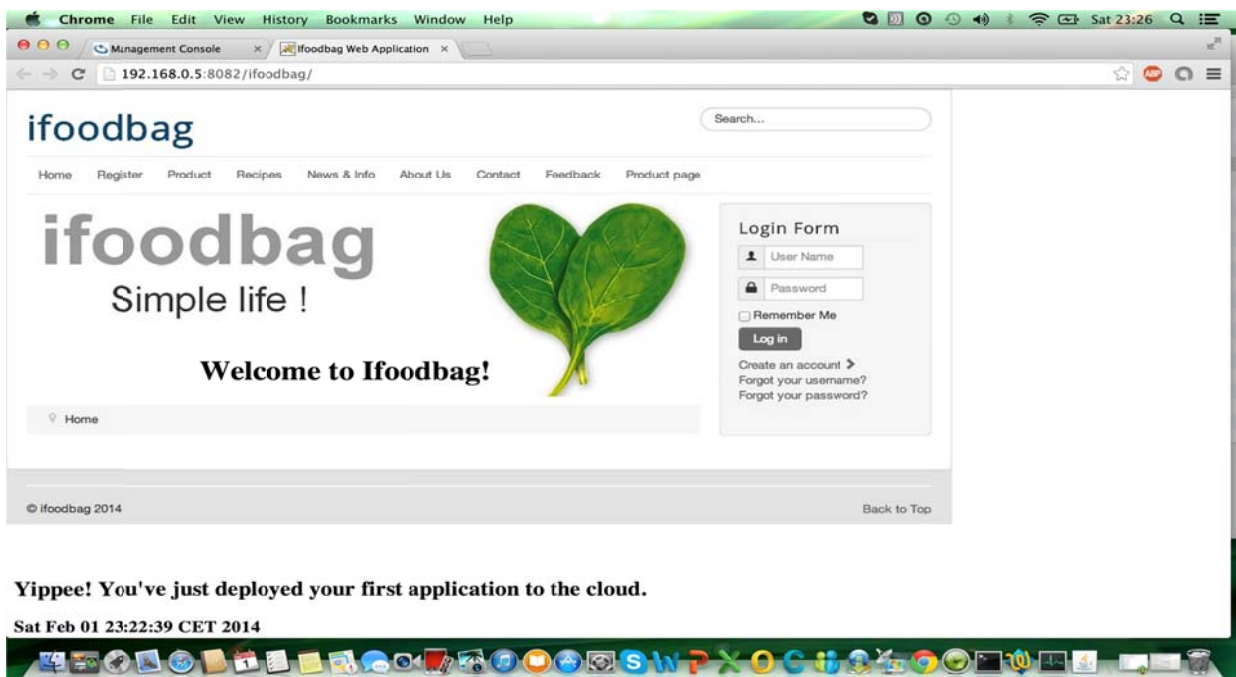 Chrome File Edit View History Bookmarks Window Help Sat 23:26
Management Console Ifoodbag Web Application
192.168.0.5:8082/ifoodbag/ ABP
ifoodbag
Search...
Home Register Product Recipes News & Info About Us Contact Feedback Product page
ifoodbag
Simple life !
Welcome to Ifoodbag!
Home
Login Form
User Name
Password
Remember Me
Log in
Create an account
Forgot your username?
Forgot your password?
© ifoodbag 2014 Back to Top
Yippee! You've just deployed your first application to the cloud.
Sat Feb 01 23:22:39 CET 2014